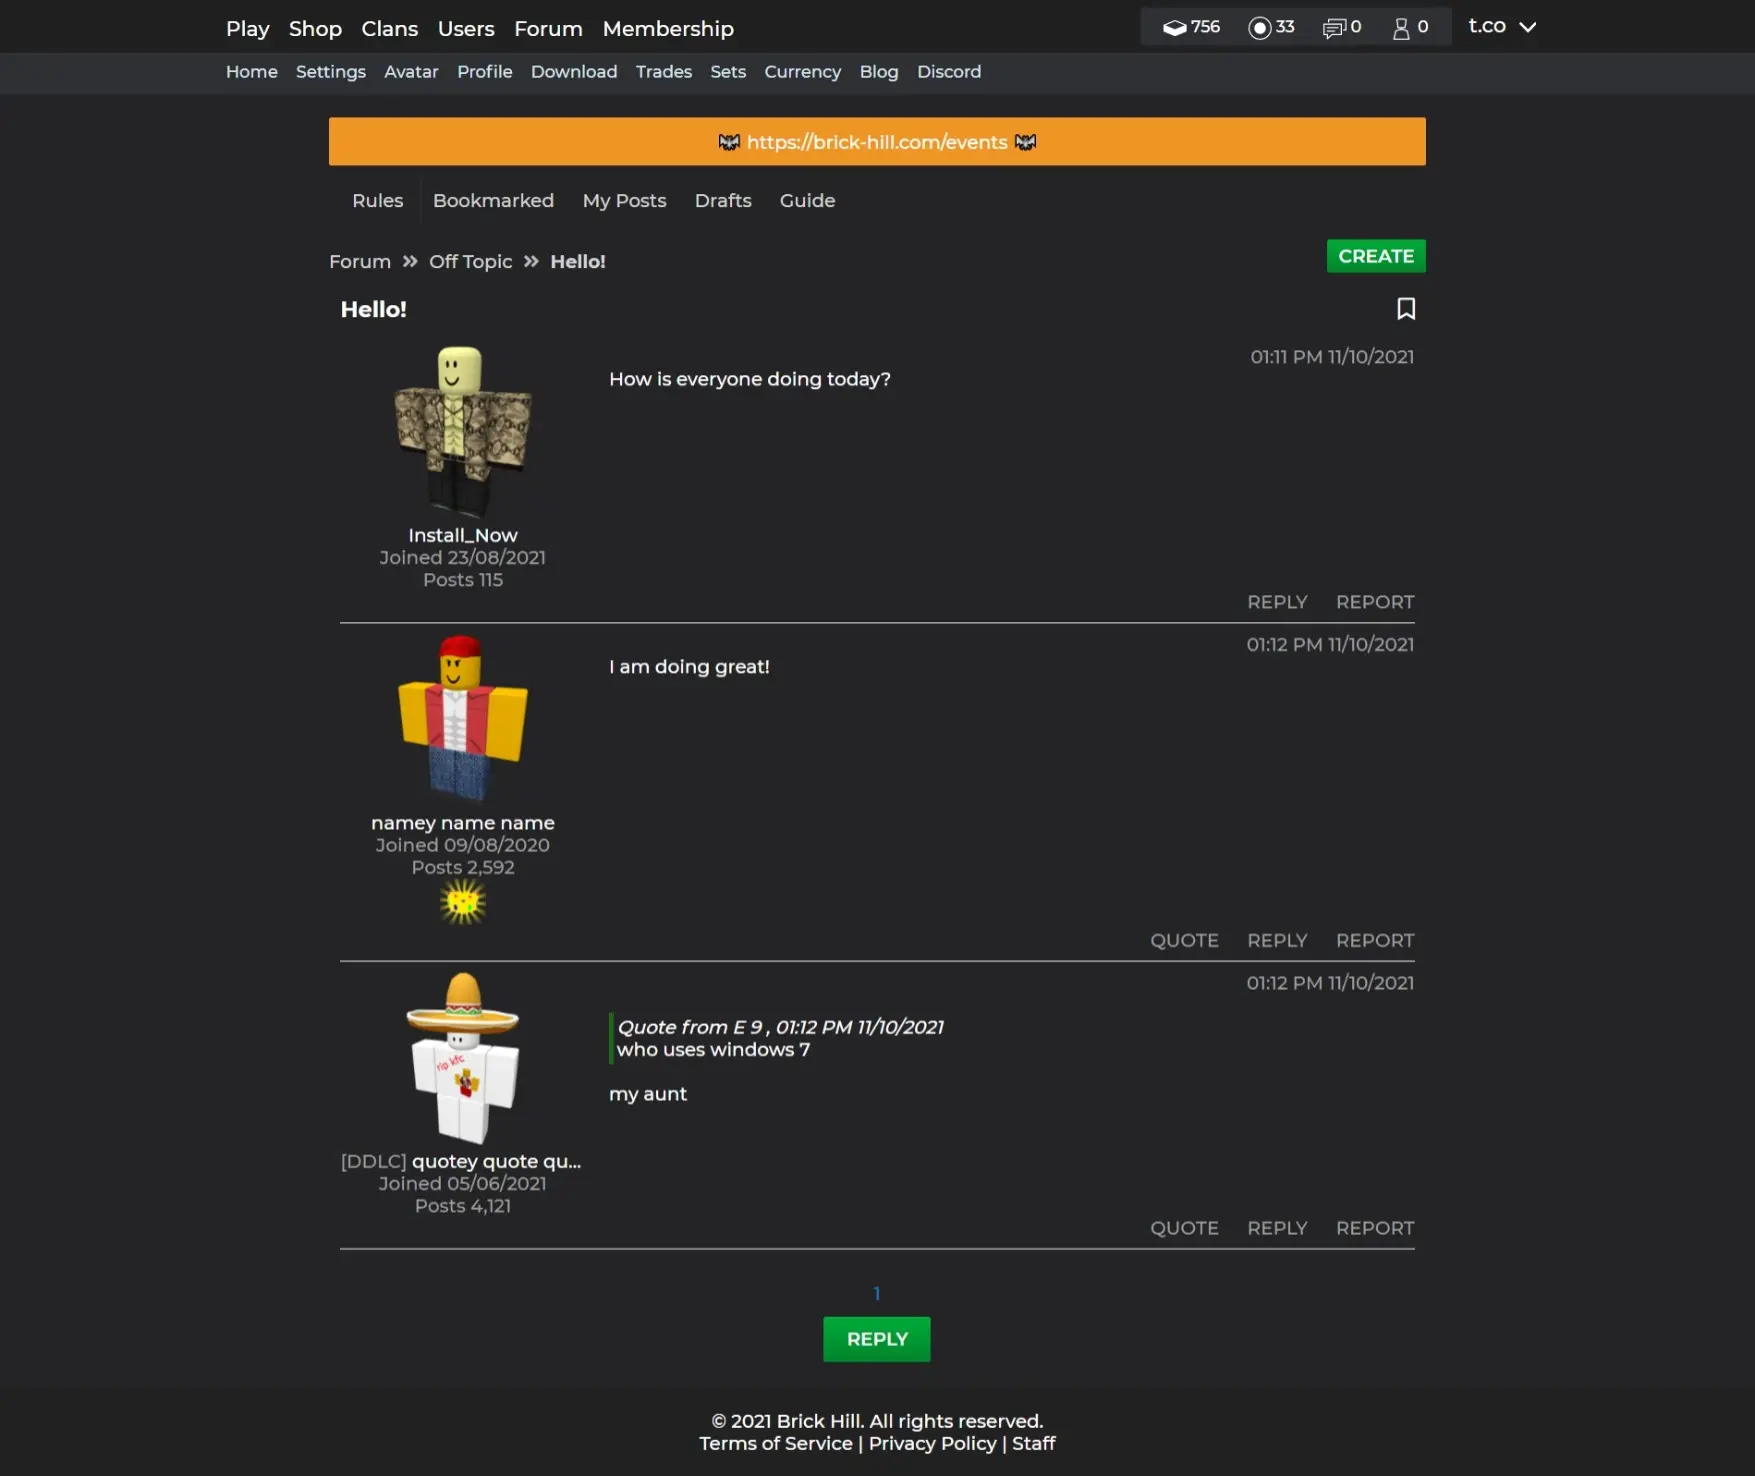 Play Shop Clans Users Forum Membership 756 33 0 0 t.co
Home Settings Avatar Profile Download Trades Sets Currency Blog Discord
https://brick-hill.com/events
Rules Bookmarked My Posts Drafts Guide
Forum » Off Topic » Hello!
CREATE
Hello!
01:11 PM 11/10/2021
How is everyone doing today?
Install_Now
Joined 23/08/2021
Posts 115
REPLY REPORT
01:12 PM 11/10/2021
I am doing great!
namey name name
Joined 09/08/2020
Posts 2,592
QUOTE REPLY REPORT
01:12 PM 11/10/2021
Quote from E 9 , 01:12 PM 11/10/2021
who uses windows 7
my aunt
rip kfc
[DDLC] quotey quote qu...
Joined 05/06/2021
Posts 4,121
QUOTE REPLY REPORT
1
REPLY
© 2021 Brick Hill. All rights reserved.
Terms of Service | Privacy Policy | Staff